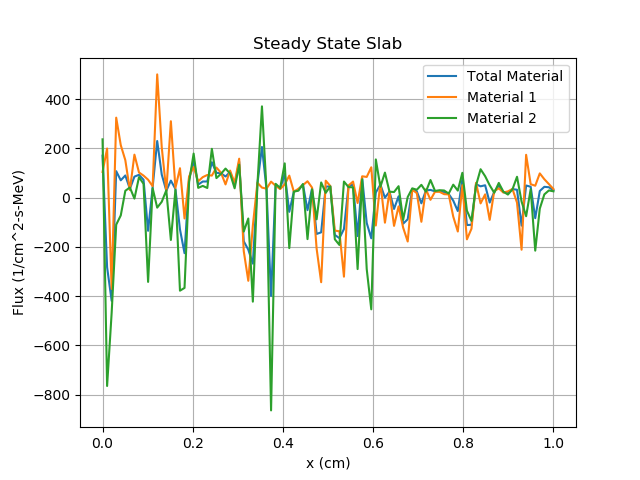 Steady State Slab
Total Material
Material 1
Material 2
400
200
0
−200
−400
−600
−800
Flux (1/cm^2-s-MeV)
0.0 0.2 0.4 0.6 0.8 1.0
x (cm)